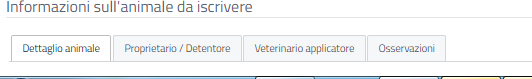 Informazioni sull'animale da iscrivere
Dettaglio animale Proprietario / Detentore Veterinario applicatore Osservazioni